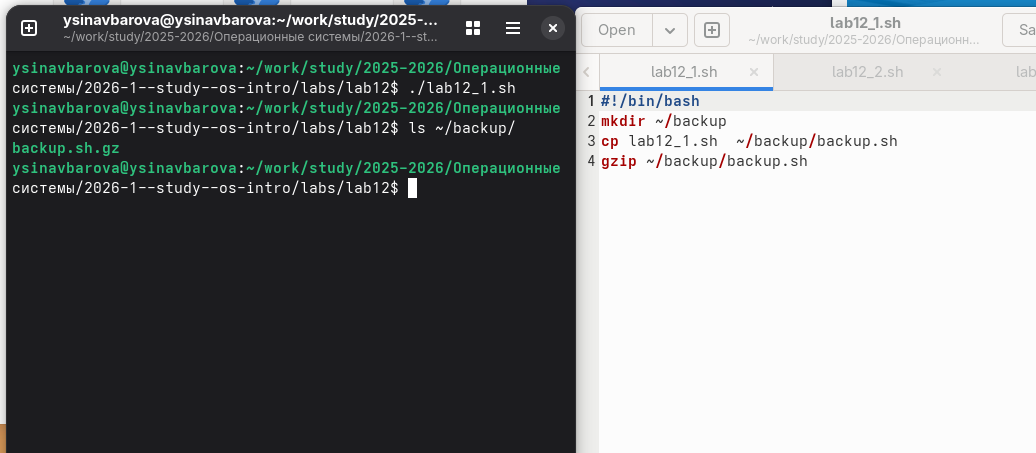 ysinavbarova@ysinavbarova:~/work/study/2025-...
~/work/study/2025-2026/Операционные системы/2026-1--st...
ysinavbarova@ysinavbarova:~/work/study/2025-2026/Операционные
системы/2026-1--study--os-intro/labs/lab12$ ./lab12_1.sh
ysinavbarova@ysinavbarova:~/work/study/2025-2026/Операционные
системы/2026-1--study--os-intro/labs/lab12$ ls ~/backup/
backup.sh.gz
ysinavbarova@ysinavbarova:~/work/study/2025-2026/Операционные
системы/2026-1--study--os-intro/labs/lab12$
Open
lab12_1.sh
~/work/study/2025-2026/Операционн...
Sa
lab12_1.sh
lab12_2.sh
lab
1 #!/bin/bash
2 mkdir ~/backup
3 cp lab12_1.sh  ~/backup/backup.sh
4 gzip ~/backup/backup.sh